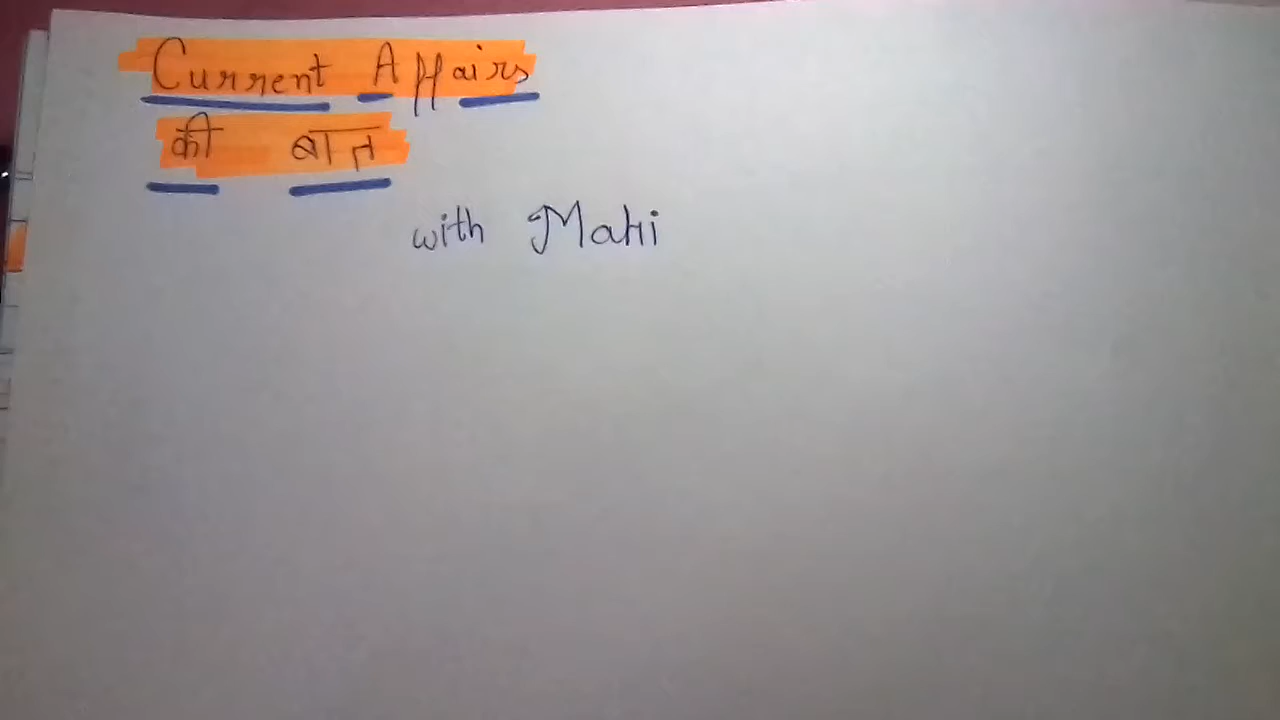 Current Affairs
की बात
with Mahi